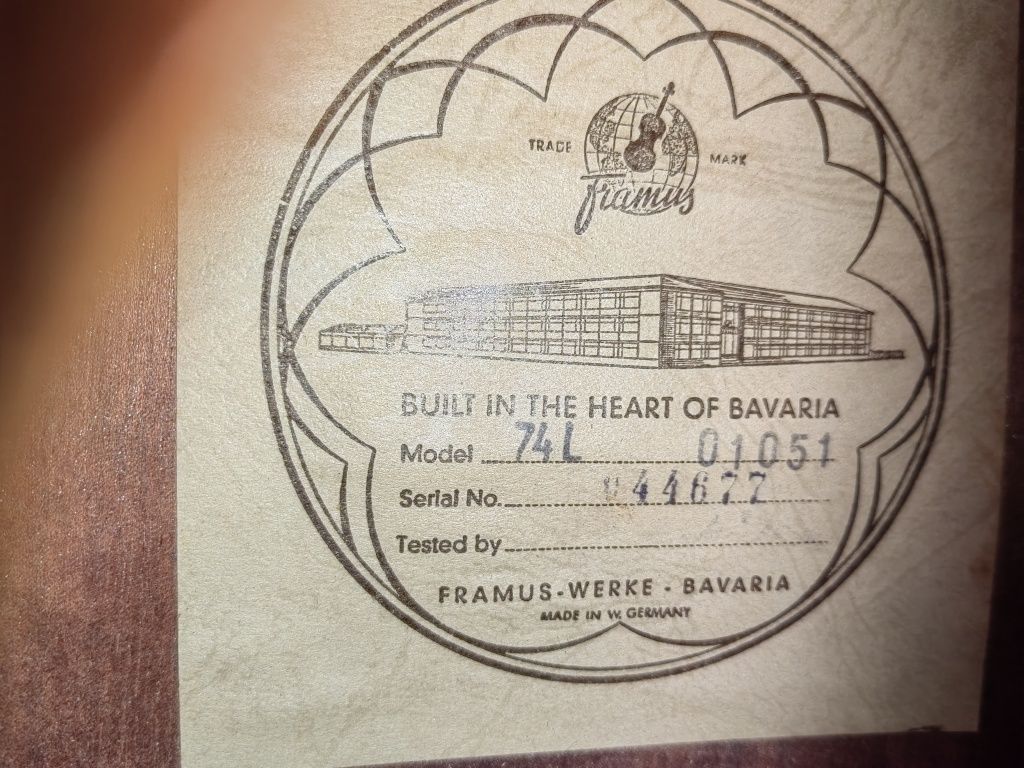 TRADE MARK
framus
BUILT IN THE HEART OF BAVARIA
Model 74L 01051
Serial No. 44677
Tested by
FRAMUS-WERKE - BAVARIA
MADE IN W. GERMANY